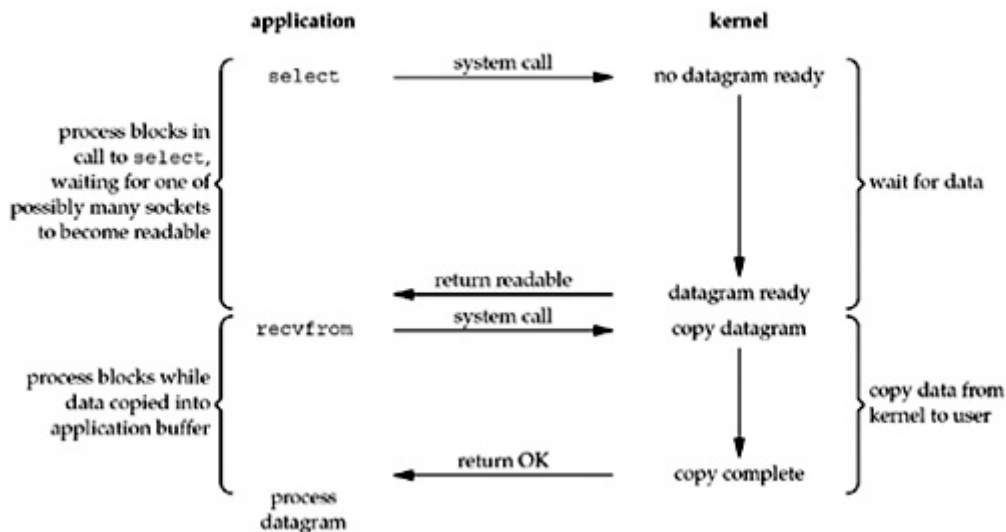 application
kernel
select
system call
no datagram ready
process blocks in
call to select,
waiting for one of
possibly many sockets
to become readable
wait for data
return readable
datagram ready
recvfrom
system call
copy datagram
process blocks while
data copied into
application buffer
copy data from
kernel to user
return OK
copy complete
process
datagram